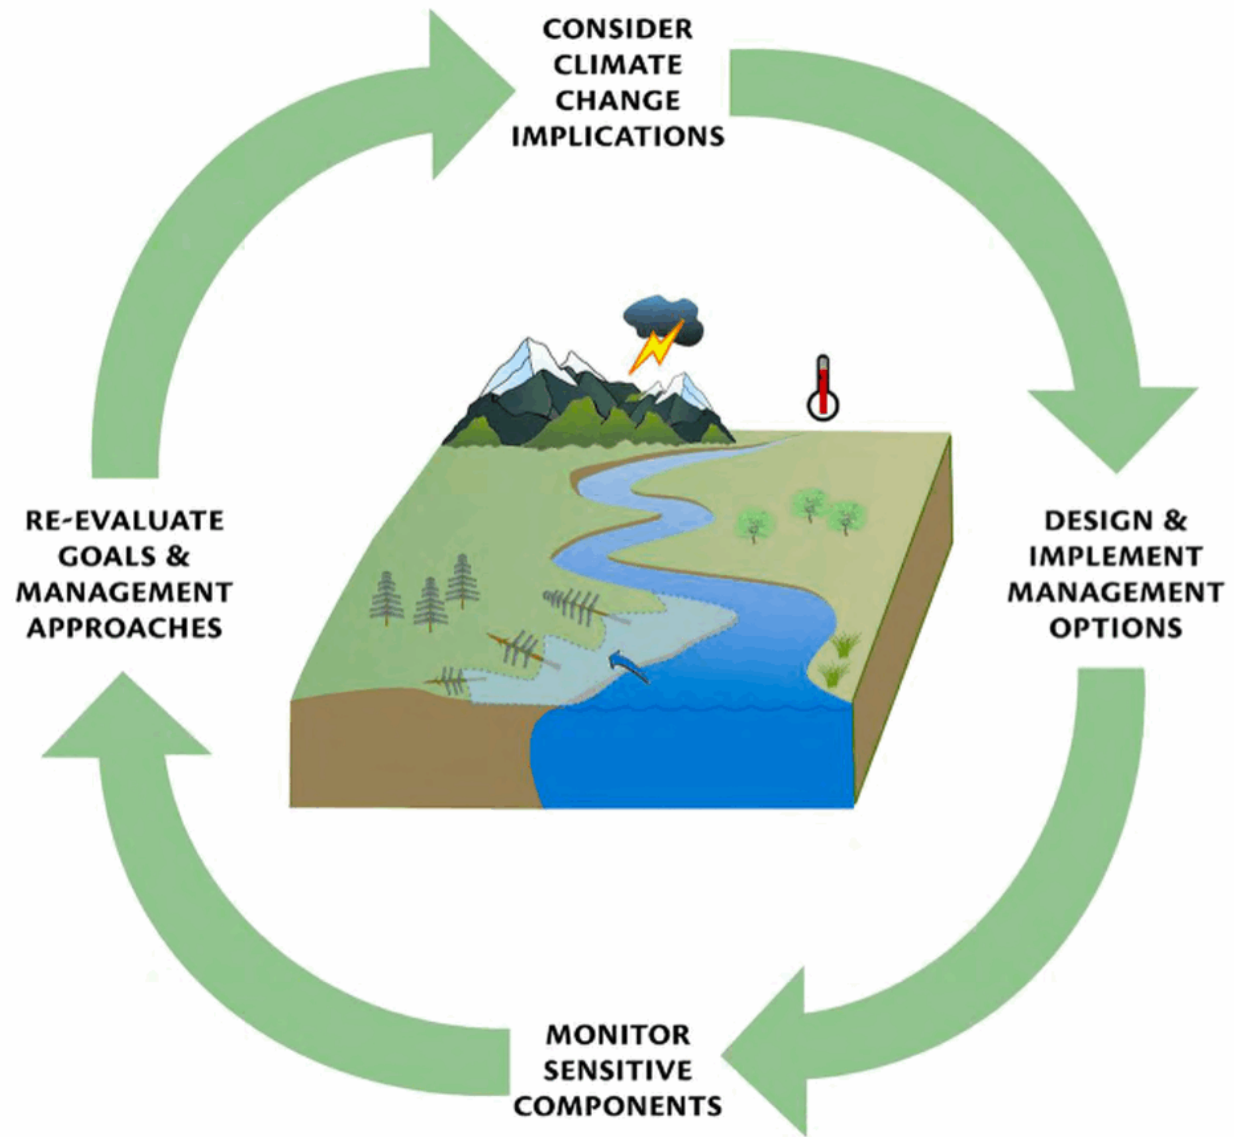 CONSIDER
CLIMATE
CHANGE
IMPLICATIONS
DESIGN &
IMPLEMENT
MANAGEMENT
OPTIONS
MONITOR
SENSITIVE
COMPONENTS
RE-EVALUATE
GOALS &
MANAGEMENT
APPROACHES